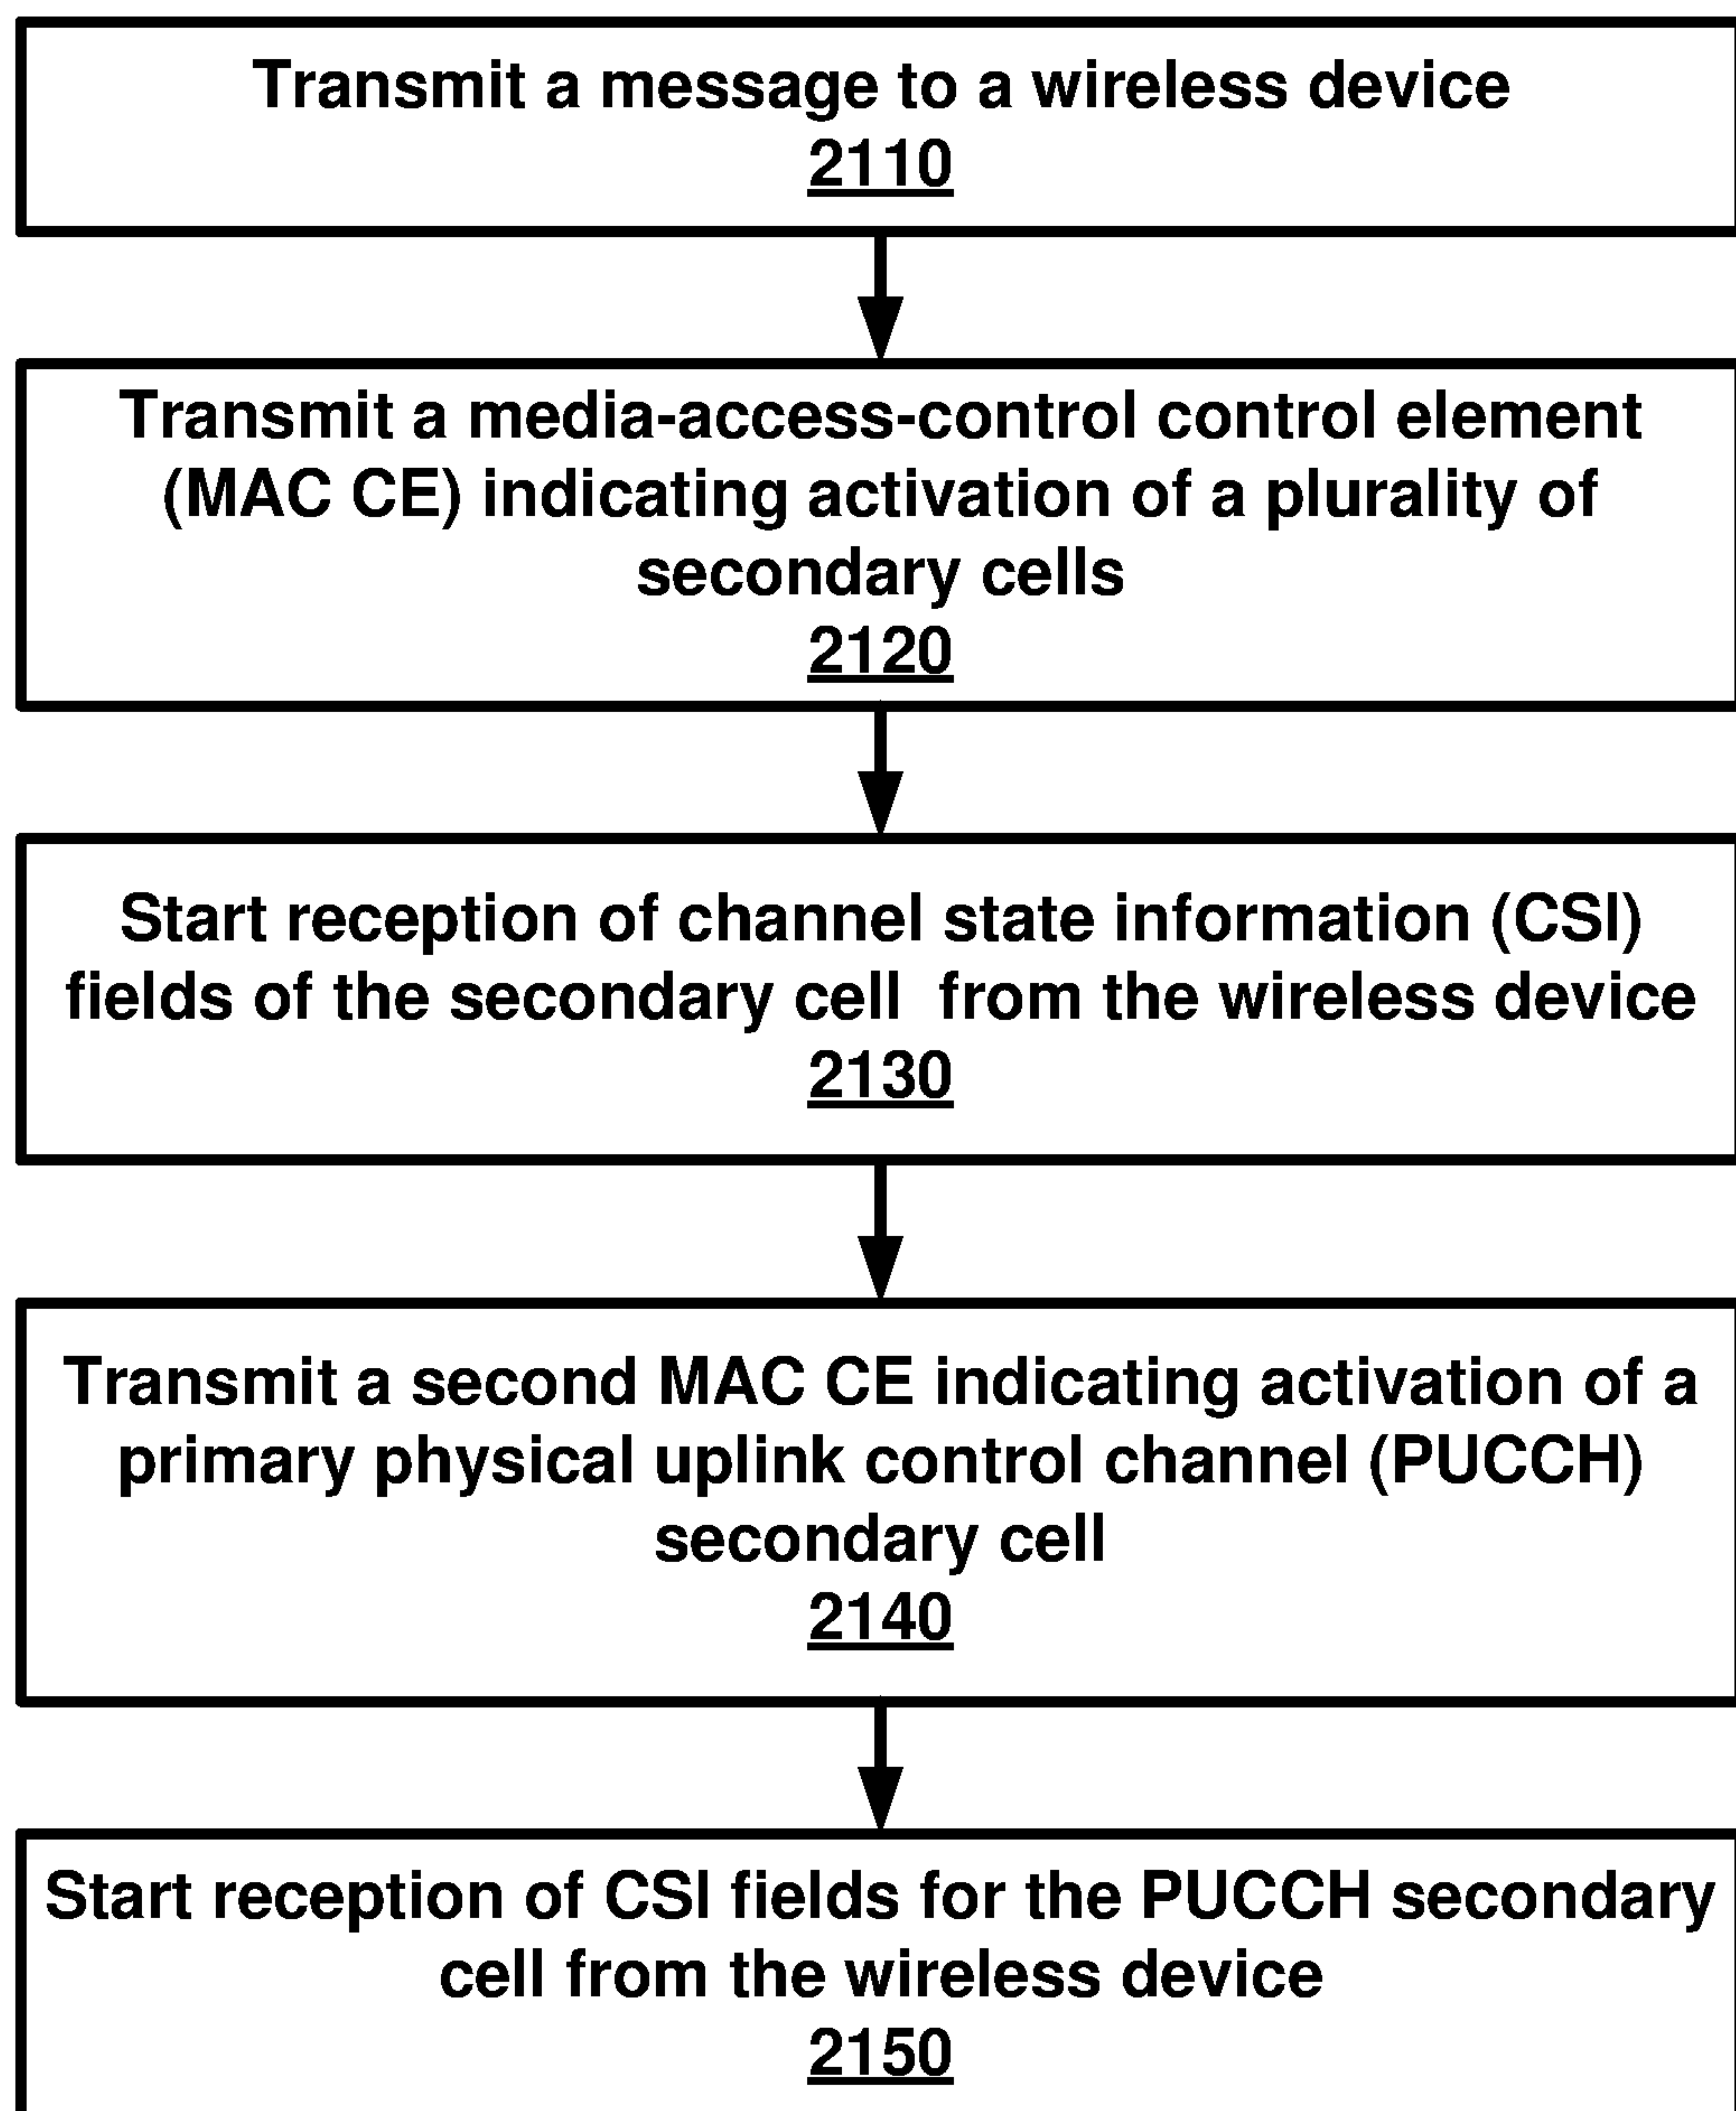 Transmit a message to a wireless device
2110
Transmit a media-access-control control element
(MAC CE) indicating activation of a plurality of
secondary cells
2120
Start reception of channel state information (CSI)
fields of the secondary cell from the wireless device
2130
Transmit a second MAC CE indicating activation of a
primary physical uplink control channel (PUCCH)
secondary cell
2140
Start reception of CSI fields for the PUCCH secondary
cell from the wireless device
2150